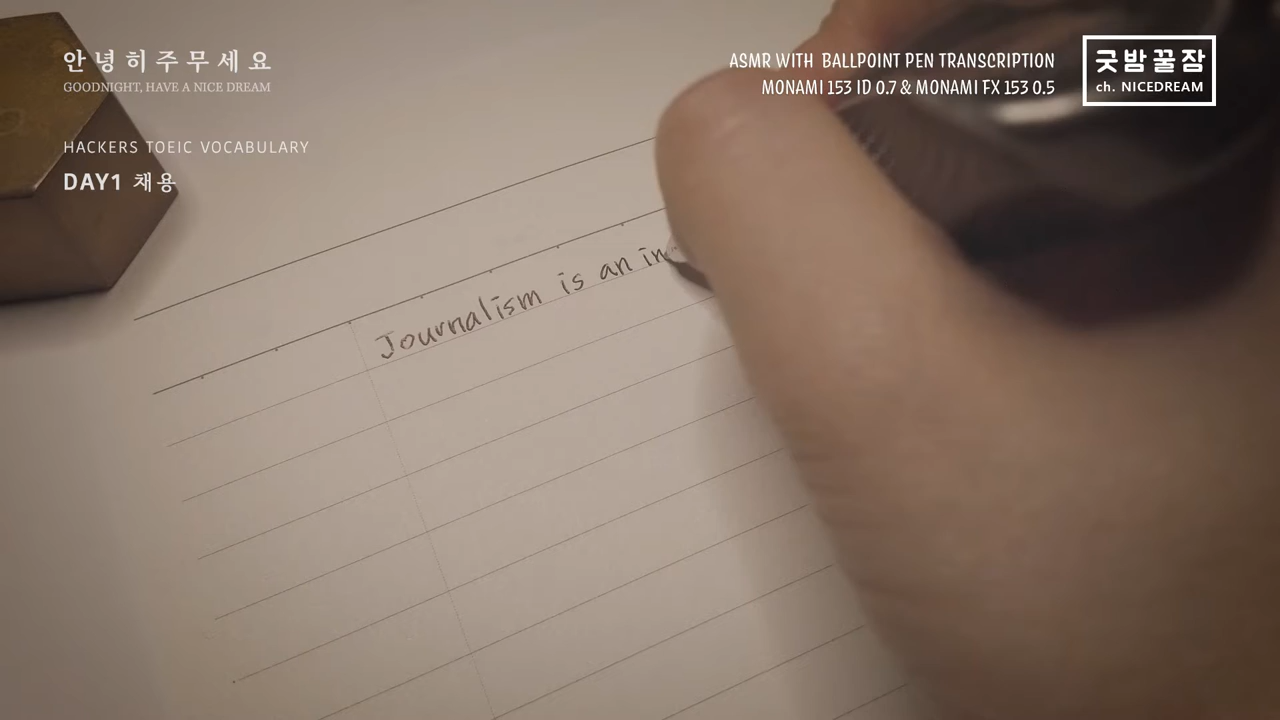 안녕히주무세요
GOODNIGHT, HAVE A NICE DREAM
HACKERS TOEIC VOCABULARY
DAY1 채용
ASMR WITH BALLPOINT PEN TRANSCRIPTION
MONAMI 153 ID 0.7 & MONAMI FX 153 0.5
굿밤꿀잠
ch. NICEDREAM
Journalism is an in